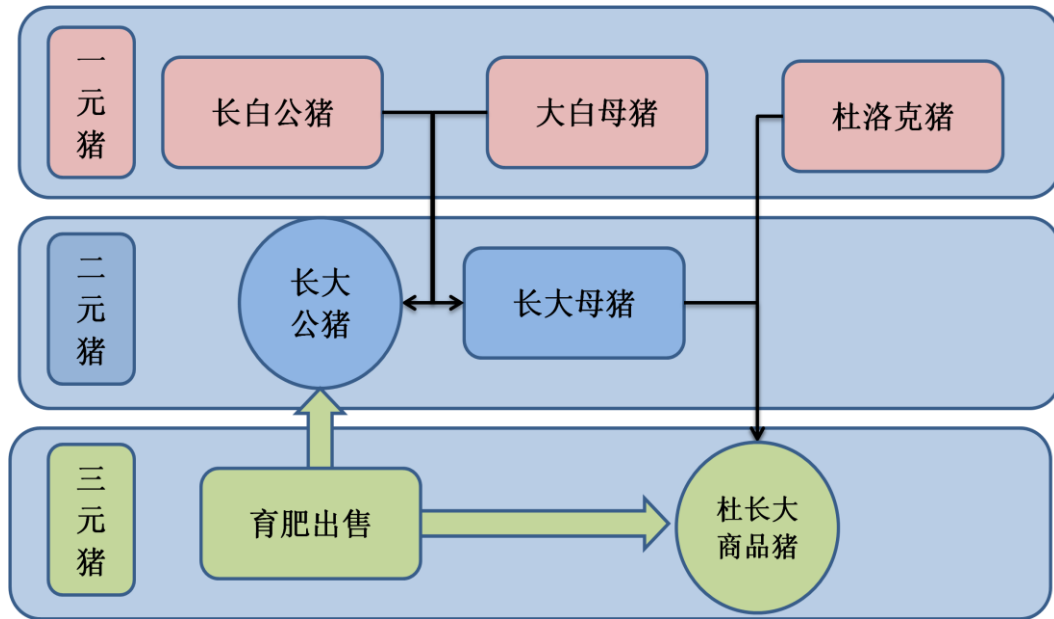 一元猪
长白公猪
大白母猪
杜洛克猪
二元猪
长大
公猪
长大母猪
三元猪
育肥出售
杜长大
商品猪